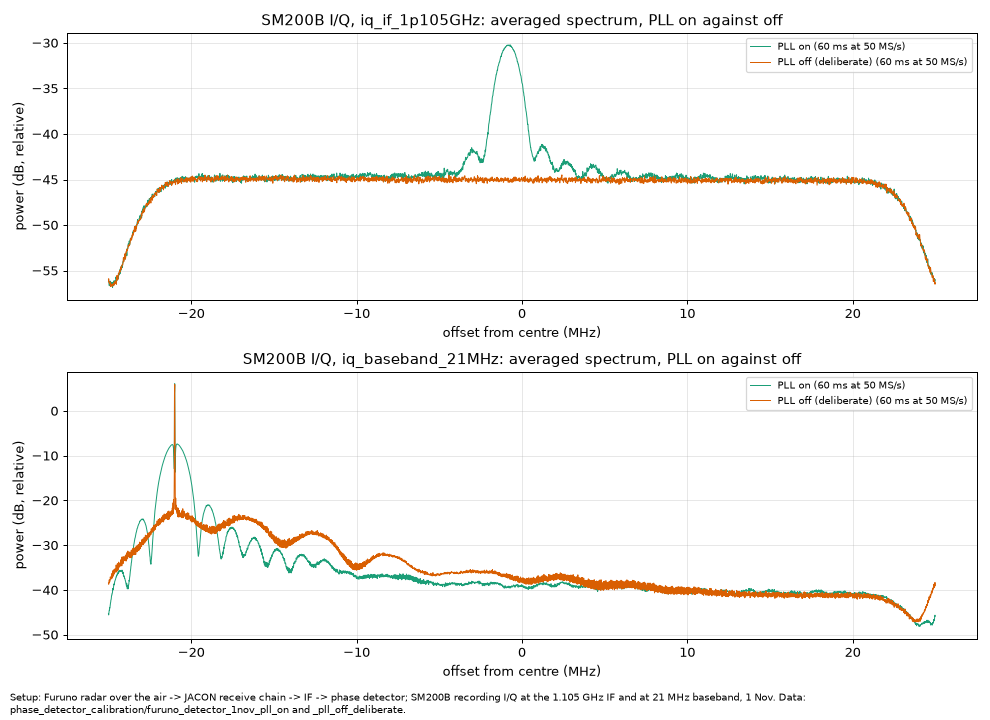 SM200B I/Q, iq_if_1p105GHz: averaged spectrum, PLL on against off
PLL on (60 ms at 50 MS/s)
PLL off (deliberate) (60 ms at 50 MS/s)
power (dB, relative)
−30
−35
−40
−45
−50
−55
−20
−10
0
10
20
offset from centre (MHz)
SM200B I/Q, iq_baseband_21MHz: averaged spectrum, PLL on against off
PLL on (60 ms at 50 MS/s)
PLL off (deliberate) (60 ms at 50 MS/s)
power (dB, relative)
0
−10
−20
−30
−40
−50
−20
−10
0
10
20
offset from centre (MHz)
Setup: Furuno radar over the air -> JACON receive chain -> IF -> phase detector; SM200B recording I/Q at the 1.105 GHz IF and at 21 MHz baseband, 1 Nov. Data:
phase_detector_calibration/furuno_detector_1nov_pll_on and _pll_off_deliberate.